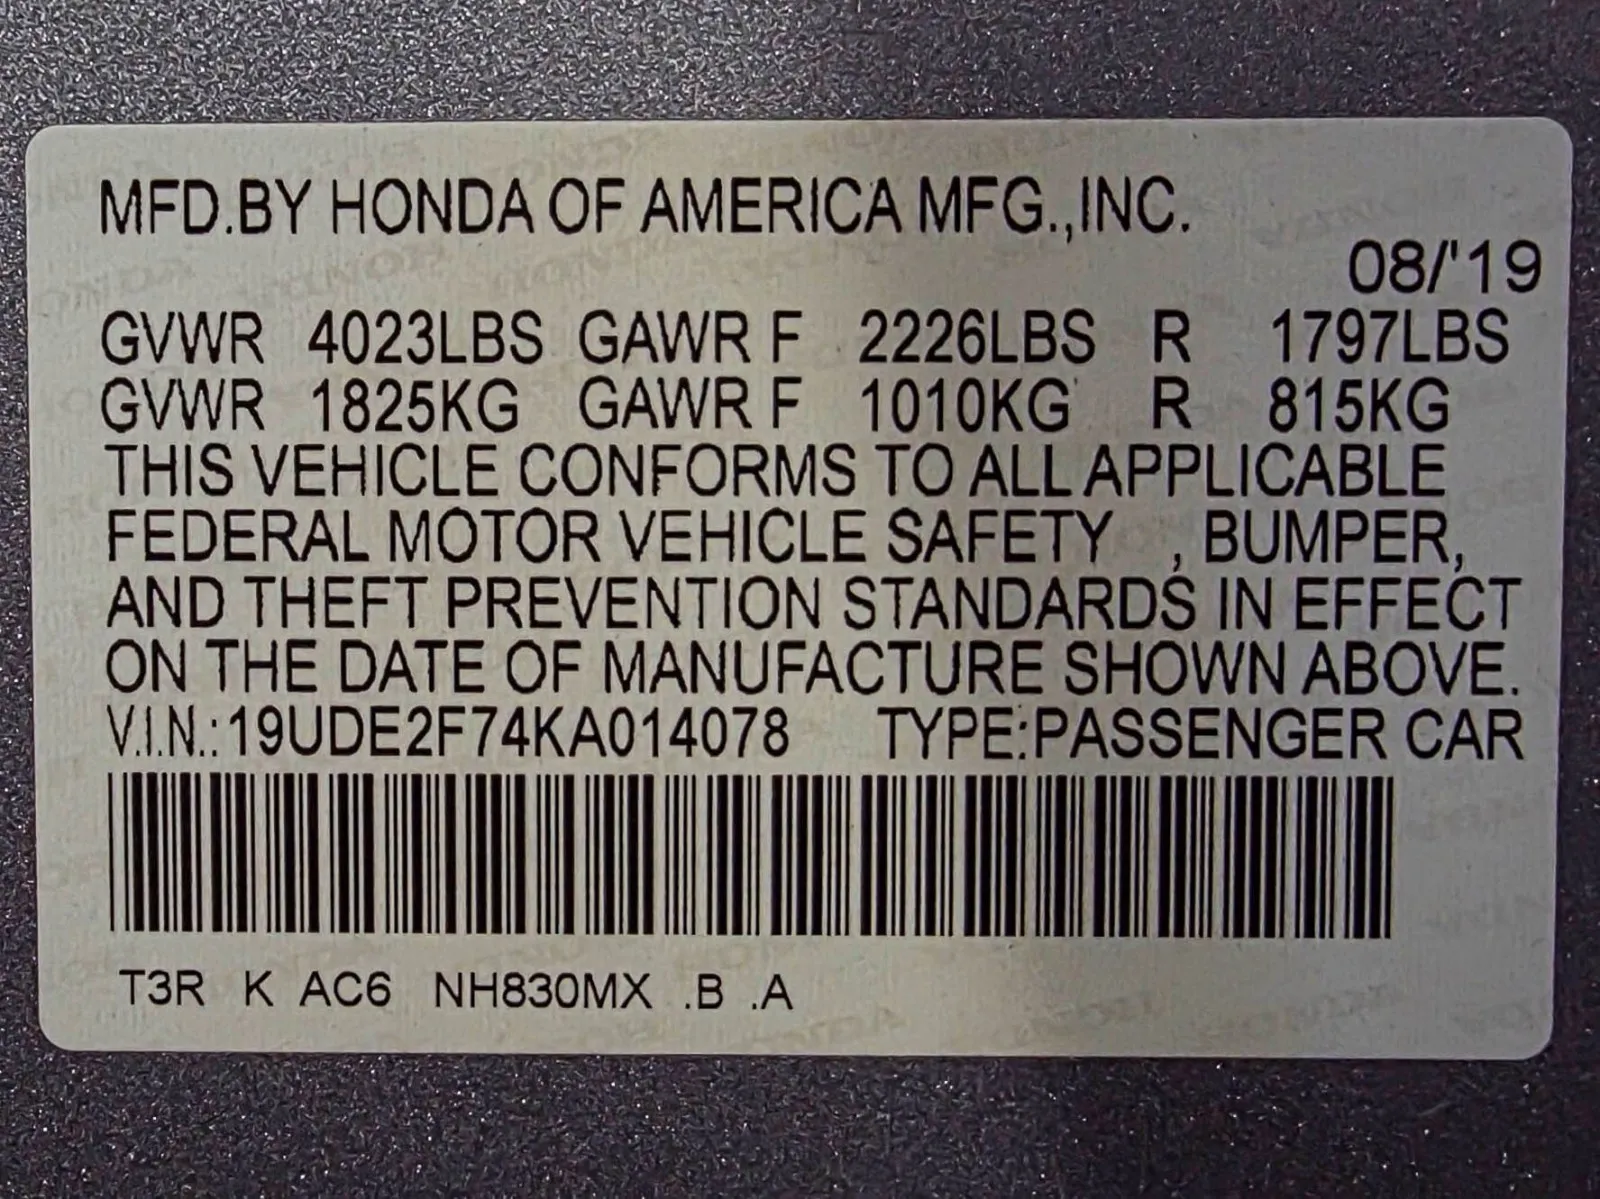 MFD.BY HONDA OF AMERICA MFG.,INC.
08/'19
GVWR 4023LBS GAWR F 2226LBS R 1797LBS
GVWR 1825KG GAWR F 1010KG R 815KG
THIS VEHICLE CONFORMS TO ALL APPLICABLE
FEDERAL MOTOR VEHICLE SAFETY , BUMPER,
AND THEFT PREVENTION STANDARDS IN EFFECT
ON THE DATE OF MANUFACTURE SHOWN ABOVE.
V.I.N.:19UDE2F74KA014078 TYPE:PASSENGER CAR
T3R K AC6 NH830MX .B .A